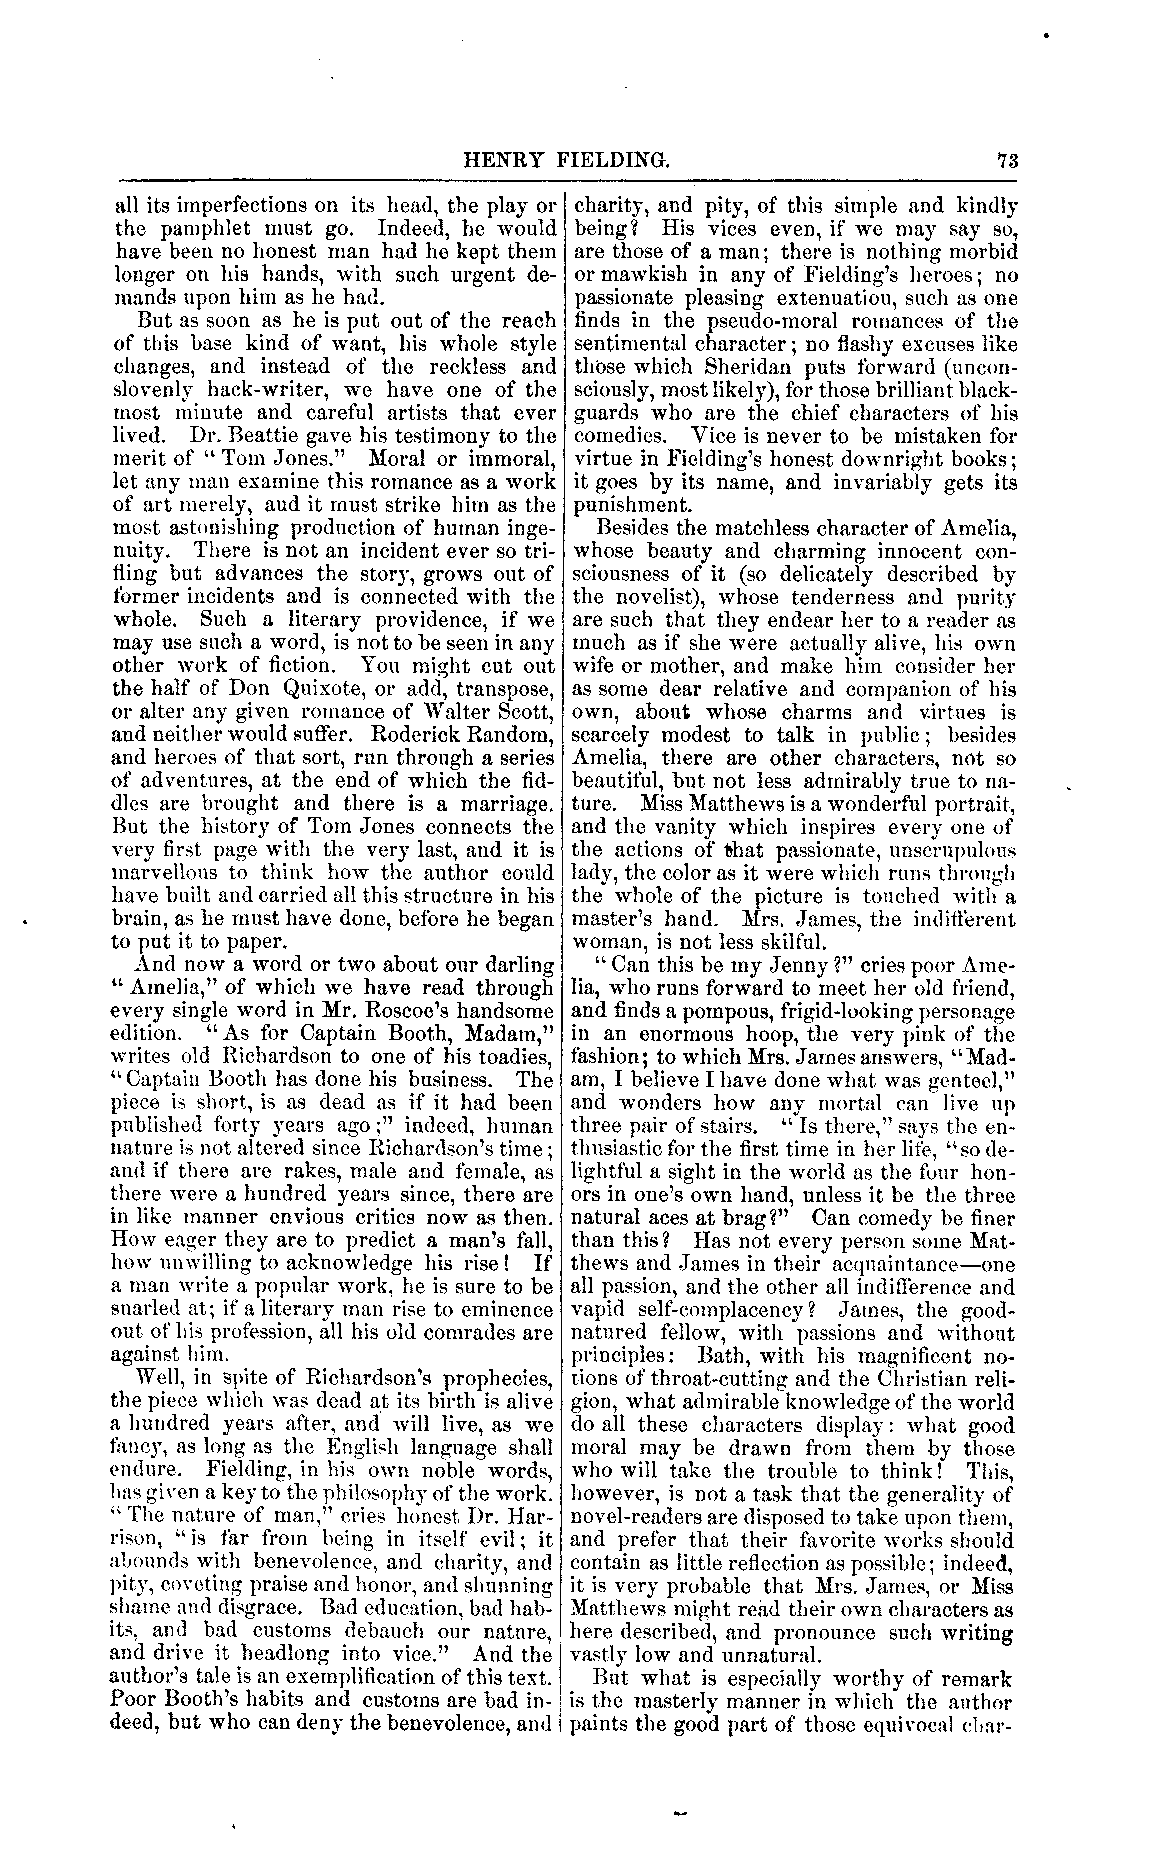 HENRY FIELDING. 73
all its imperfections on its head, the play or
the pamphlet must go. Indeed, he would
have been no honest man had he kept them
longer on his hands, with such urgent de-
mands upon him as he had.
But as soon as he is put out of the reach
of this base kind of want, his whole style
changes, and instead of the reckless and
slovenly hack-writer, we have one of the
most minute and careful artists that ever
lived. Dr. Beattie gave his testimony to the
merit of "Tom Jones." Moral or immoral,
let any man examine this romance as a work
of art merely, aud it must strike him as the
most astonishing production of human inge-
nuity. There is not an incident ever so tri-
fling but advances the story, grows out of
former incidents and is connected with the
whole. Such a literary providence, if we
may use such a word, is not to be seen in any
other work of fiction. You might cut out
the half of Don Quixote, or add, transpose,
or alter any given romance of Walter Scott,
and neither would suffer. Roderick Random,
and heroes of that sort, run through a series
of adventures, at the end of which the fid-
dles are brought and there is a marriage.
But the history of Tom Jones connects the
very first page with the very last, and it is
marvellous to think how the author could
have built and carried all this structure in his
brain, as he must have done, before he began
to put it to paper.
And now a word or two about our darling
"Amelia," of which we have read through
every single word in Mr. Roscoe's handsome
edition. "As for Captain Booth, Madam,"
writes old Richardson to one of his toadies,
"Captain Booth has done his business. The
piece is short, is as dead as if it had been
published forty years ago;" indeed, human
nature is not altered since Richardson's time;
and if there are rakes, male and female, as
there were a hundred years since, there are
in like manner envious critics now as then.
How eager they are to predict a man's fall,
how unwilling to acknowledge his rise! If
a man write a popular work, he is sure to be
snarled at; if a literary man rise to eminence
out of his profession, all his old comrades are
against him.
Well, in spite of Richardson's prophecies,
the piece which was dead at its birth is alive
a hundred years after, and will live, as we
fancy, as long as the English language shall
endure. Fielding, in his own noble words,
has given a key to the philosophy of the work.
"The nature of man," cries honest Dr. Har-
rison, "is far from being in itself evil; it
abounds with benevolence, and charity, and
pity, coveting praise and honor, and shunning
shame and disgrace. Bad education, bad hab-
its, and bad customs debauch our nature,
and drive it headlong into vice." And the
author's tale is an exemplification of this text.
Poor Booth's habits and customs are bad in-
deed, but who can deny the benevolence, and
charity, and pity, of this simple and kindly
being? His vices even, if we may say so,
are those of a man; there is nothing morbid
or mawkish in any of Fielding's heroes; no
passionate pleasing extenuation, such as one
finds in the pseudo-moral romances of the
sentimental character; no flashy excuses like
those which Sheridan puts forward (uncon-
sciously, most likely), for those brilliant black-
guards who are the chief characters of his
comedies. Vice is never to be mistaken for
virtue in Fielding's honest downright books;
it goes by its name, and invariably gets its
punishment.
Besides the matchless character of Amelia,
whose beauty and charming innocent con-
sciousness of it (so delicately described by
the novelist), whose tenderness and purity
are such that they endear her to a reader as
much as if she were actually alive, his own
wife or mother, and make him consider her
as some dear relative and companion of his
own, about whose charms and virtues is
scarcely modest to talk in public; besides
Amelia, there are other characters, not so
beautiful, but not less admirably true to na-
ture. Miss Matthews is a wonderful portrait,
and the vanity which inspires every one of
the actions of that passionate, unscrupulous
lady, the color as it were which runs through
the whole of the picture is touched with a
master's hand. Mrs. James, the indifferent
woman, is not less skilful.
"Can this be my Jenny?" cries poor Ame-
lia, who runs forward to meet her old friend,
and finds a pompous, frigid-looking personage
in an enormous hoop, the very pink of the
fashion; to which Mrs. James answers, "Mad-
am, I believe I have done what was genteel,"
and wonders how any mortal can live up
three pair of stairs. "Is there," says the en-
thusiastic for the first time in her life, "so de-
lightful a sight in the world as the four hon-
ors in one's own hand, unless it be the three
natural aces at brag?" Can comedy be finer
than this? Has not every person some Mat-
thews and James in their acquaintance—one
all passion, and the other all indifference and
vapid self-complacency? James, the good-
natured fellow, with passions and without
principles: Bath, with his magnificent no-
tions of throat-cutting and the Christian reli-
gion, what admirable knowledge of the world
do all these characters display: what good
moral may be drawn from them by those
who will take the trouble to think! This,
however, is not a task that the generality of
novel-readers are disposed to take upon them,
and prefer that their favorite works should
contain as little reflection as possible; indeed,
it is very probable that Mrs. James, or Miss
Matthews might read their own characters as
here described, and pronounce such writing
vastly low and unnatural.
But what is especially worthy of remark
is the masterly manner in which the author
paints the good part of those equivocal char-